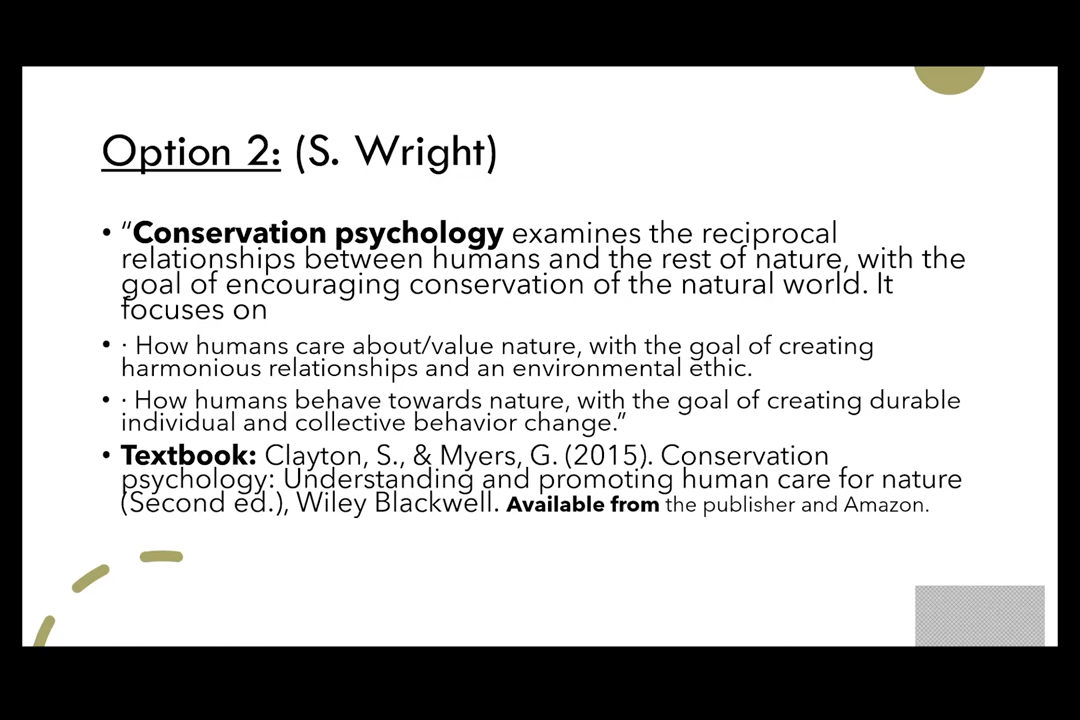 Option 2: (S. Wright)
• “Conservation psychology examines the reciprocal
relationships between humans and the rest of nature, with the
goal of encouraging conservation of the natural world. It
focuses on
• · How humans care about/value nature, with the goal of creating
harmonious relationships and an environmental ethic.
• · How humans behave towards nature, with the goal of creating durable
individual and collective behavior change.”
• Textbook: Clayton, S., & Myers, G. (2015). Conservation
psychology: Understanding and promoting human care for nature
(Second ed.), Wiley Blackwell. Available from the publisher and Amazon.